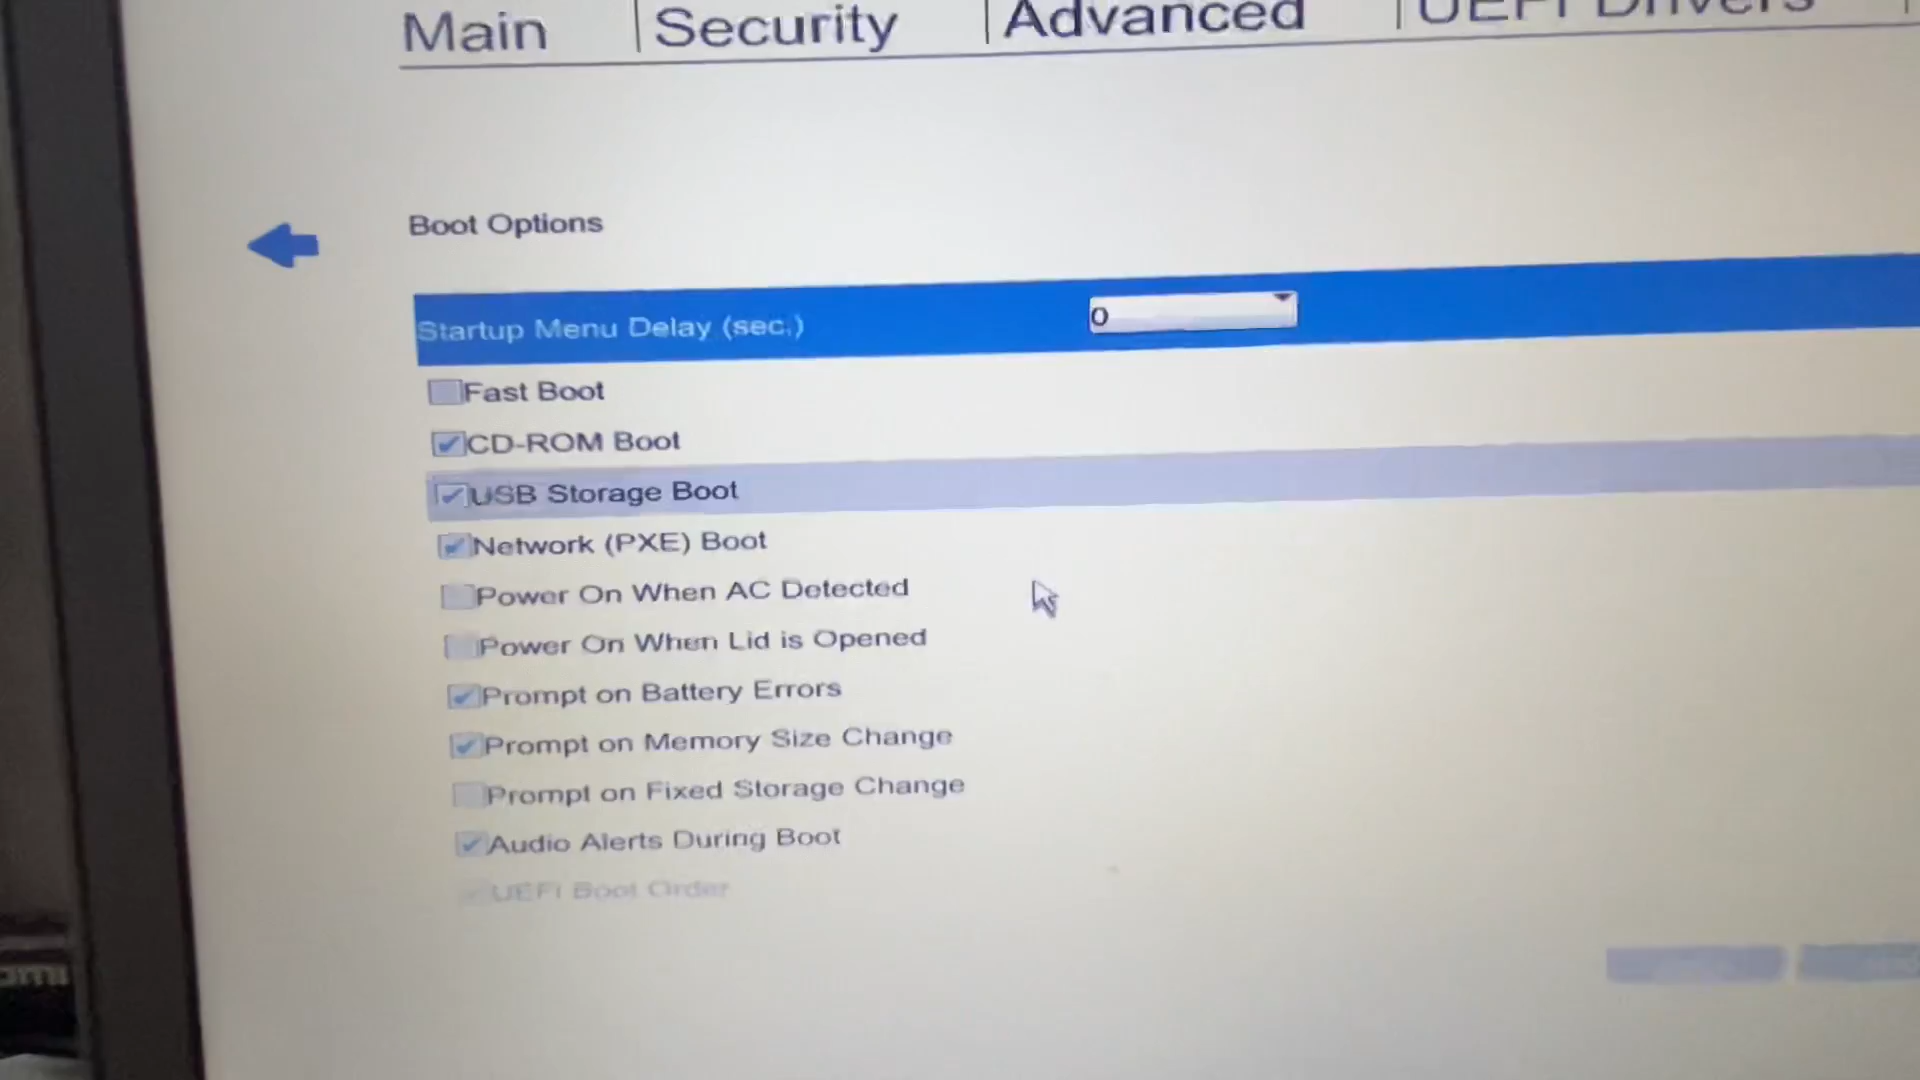 Main
Security
Advanced
UEFI Drivers
Boot Options
Startup Menu Delay (sec.)
0
Fast Boot
CD-ROM Boot
USB Storage Boot
Network (PXE) Boot
Power On When AC Detected
Power On When Lid is Opened
Prompt on Battery Errors
Prompt on Memory Size Change
Prompt on Fixed Storage Change
Audio Alerts During Boot
UEFI Boot Order